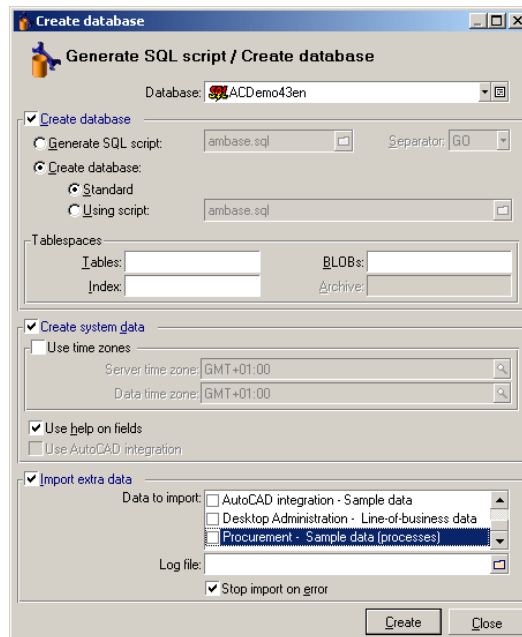 Create database
Generate SQL script / Create database
Database: SQL ACDemo43en
Create database
Generate SQL script: ambase.sql Separator: GO
Create database:
Standard
Using script: ambase.sql
Tablespaces
Tables: BLOBs:
Index: Archive:
Create system data
Use time zones
Server time zone: GMT+01:00
Data time zone: GMT+01:00
Use help on fields
Use AutoCAD integration
Import extra data
Data to import: AutoCAD integration - Sample data
Desktop Administration - Line-of-business data
Procurement - Sample data (processes)
Log file:
Stop import on error
Create Close